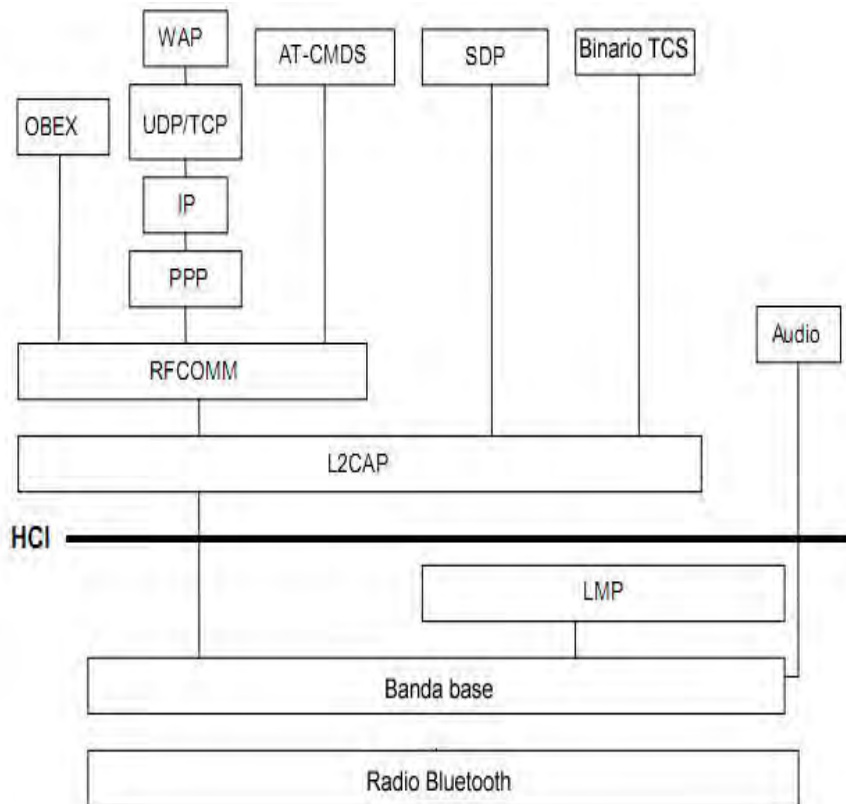 WAP
AT-CMDS
SDP
Binario TCS
OBEX
UDP/TCP
IP
PPP
Audio
RFCOMM
L2CAP
HCI
LMP
Banda base
Radio Bluetooth